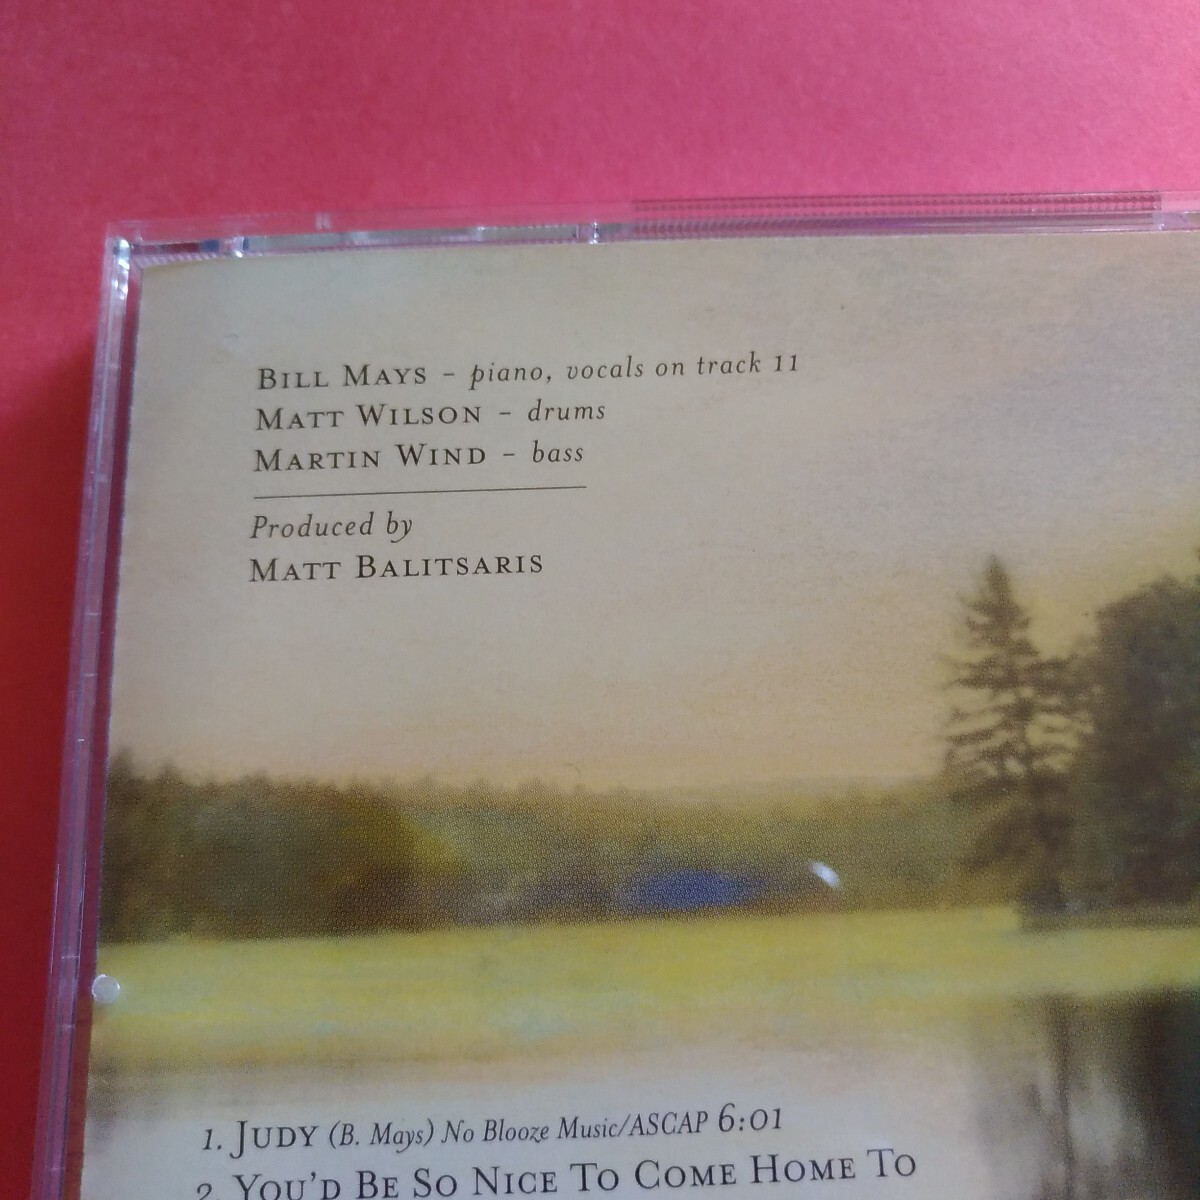 BILL MAYS – piano, vocals on track 11
MATT WILSON – drums
MARTIN WIND – bass
Produced by
MATT BALITSARIS
1. JUDY (B. Mays) No Blooze Music/ASCAP 6:01
2. YOU'D BE SO NICE TO COME HOME TO